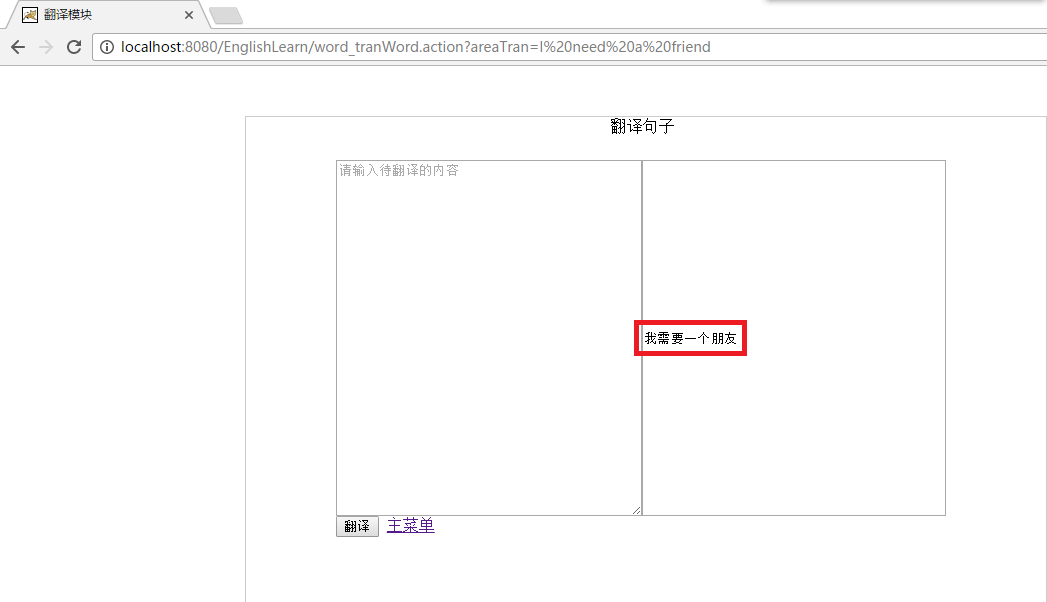 翻译模块
localhost:8080/EnglishLearn/word_tranWord.action?areaTran=I%20need%20a%20friend
翻译句子
请输入待翻译的内容
我需要一个朋友
翻译 主菜单